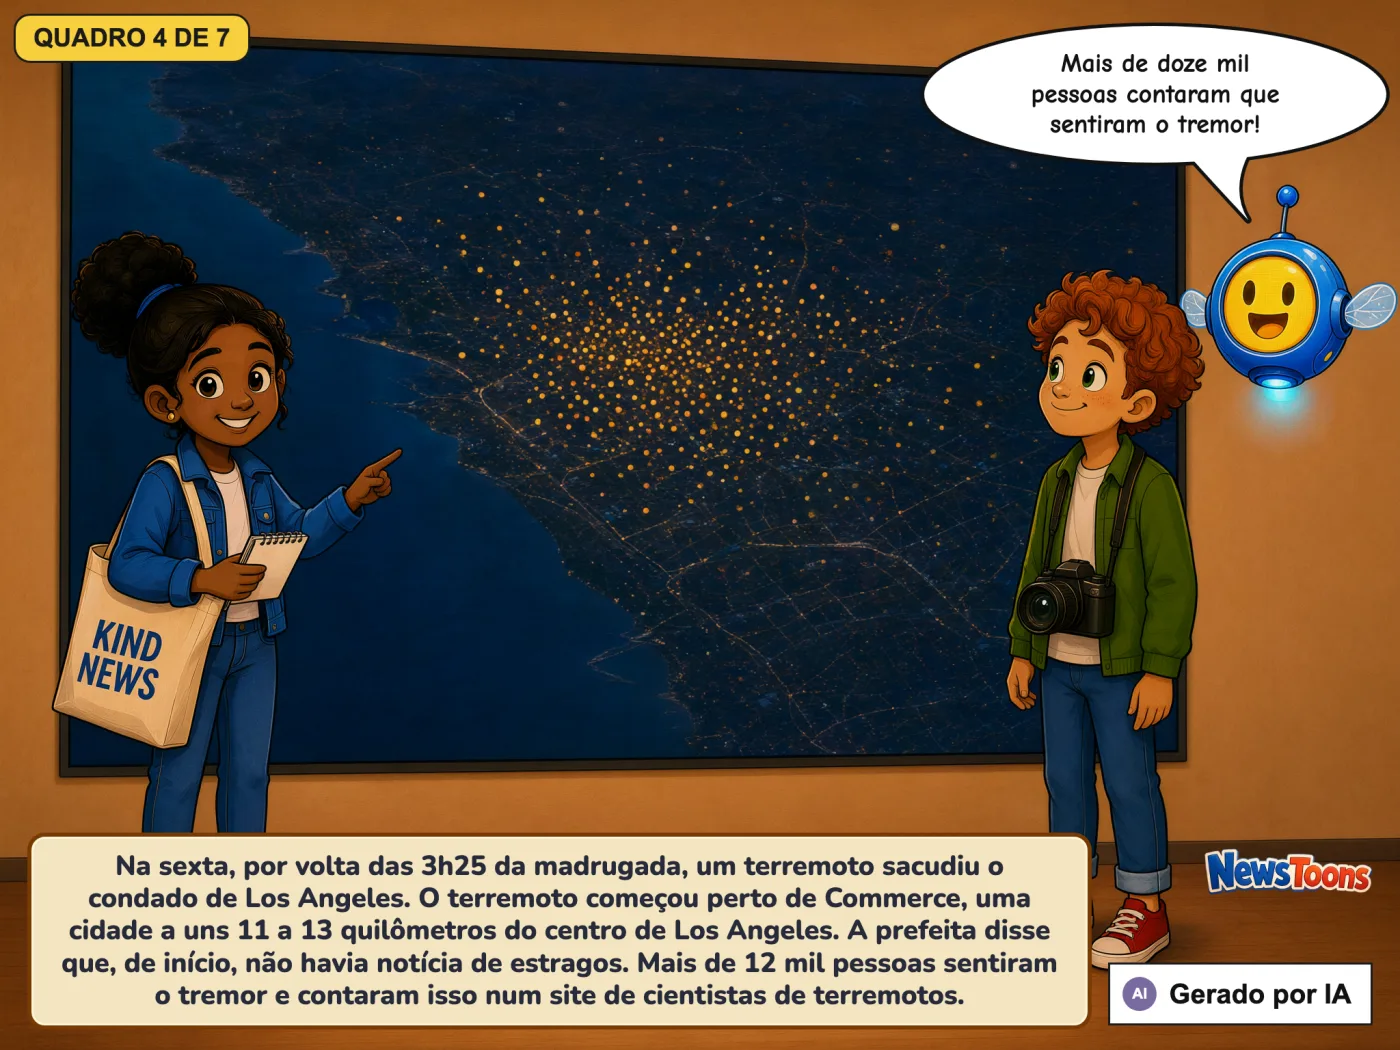 QUADRO 4 DE 7
Mais de doze mil
pessoas contaram que
sentiram o tremor!
KIND
NEWS
Na sexta, por volta das 3h25 da madrugada, um terremoto sacudiu o
condado de Los Angeles. O terremoto começou perto de Commerce, uma
cidade a uns 11 a 13 quilômetros do centro de Los Angeles. A prefeita disse
que, de início, não havia notícia de estragos. Mais de 12 mil pessoas sentiram
o tremor e contaram isso num site de cientistas de terremotos.
NewsToons
AI Gerado por IA